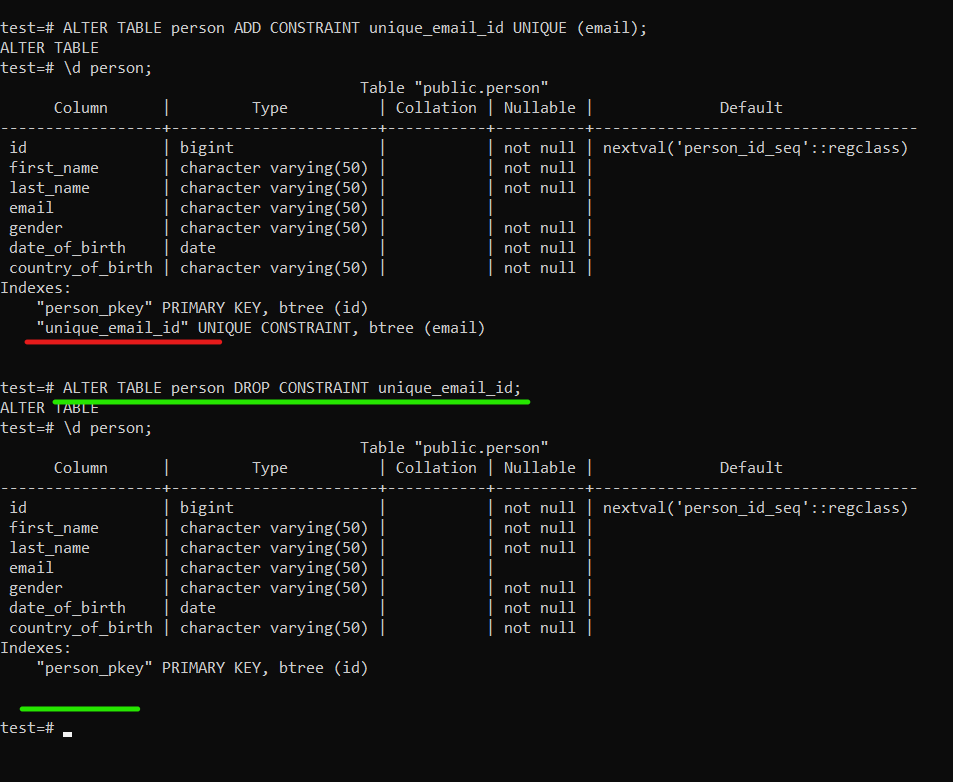 test=# ALTER TABLE person ADD CONSTRAINT unique_email_id UNIQUE (email);
ALTER TABLE
test=# \d person;
                                        Table "public.person"
      Column      |         Type          | Collation | Nullable |              Default
------------------+-----------------------+-----------+----------+------------------------------------
 id               | bigint                |           | not null | nextval('person_id_seq'::regclass)
 first_name       | character varying(50) |           | not null |
 last_name        | character varying(50) |           | not null |
 email            | character varying(50) |           |          |
 gender           | character varying(50) |           | not null |
 date_of_birth    | date                  |           | not null |
 country_of_birth | character varying(50) |           | not null |
Indexes:
    "person_pkey" PRIMARY KEY, btree (id)
    "unique_email_id" UNIQUE CONSTRAINT, btree (email)
test=# ALTER TABLE person DROP CONSTRAINT unique_email_id;
ALTER TABLE
test=# \d person;
                                        Table "public.person"
      Column      |         Type          | Collation | Nullable |              Default
------------------+-----------------------+-----------+----------+------------------------------------
 id               | bigint                |           | not null | nextval('person_id_seq'::regclass)
 first_name       | character varying(50) |           | not null |
 last_name        | character varying(50) |           | not null |
 email            | character varying(50) |           |          |
 gender           | character varying(50) |           | not null |
 date_of_birth    | date                  |           | not null |
 country_of_birth | character varying(50) |           | not null |
Indexes:
    "person_pkey" PRIMARY KEY, btree (id)
test=#